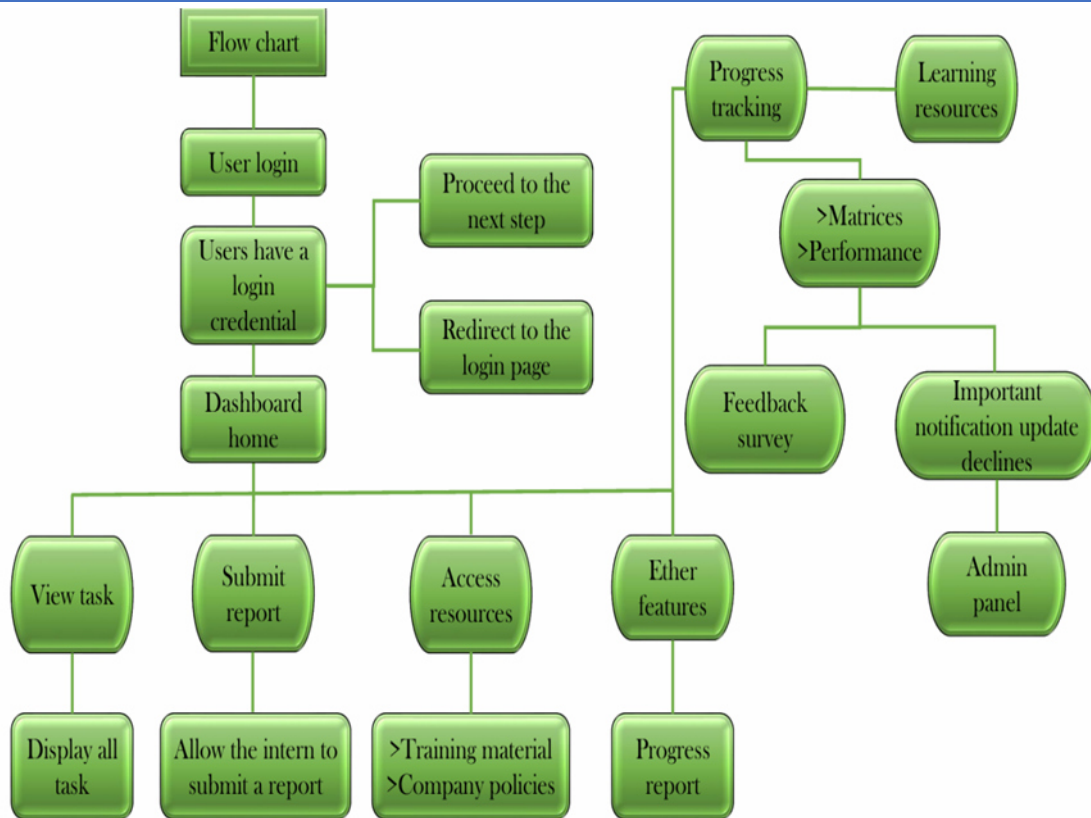 Flow chart
User login
Users have a
login
credential
Proceed to the
next step
Redirect to the
login page
Dashboard
home
View task
Submit
report
Access
resources
Ether
features
Display all
task
Allow the intern to
submit a report
>Training material
>Company policies
Progress
report
Progress
tracking
Learning
resources
>Matrices
>Performance
Feedback
survey
Important
notification update
declines
Admin
panel